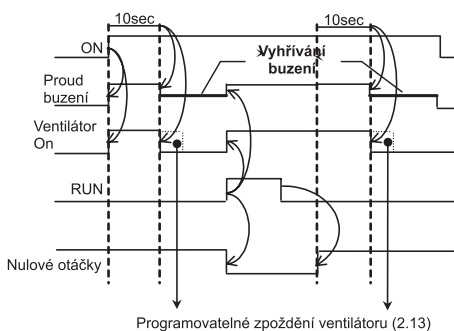 10sec
10sec
ON
Vyhřívání
buzení
Proud
buzení
Ventilátor
On
RUN
Nulové otáčky
Programovatelné zpoždění ventilátoru (2.13)